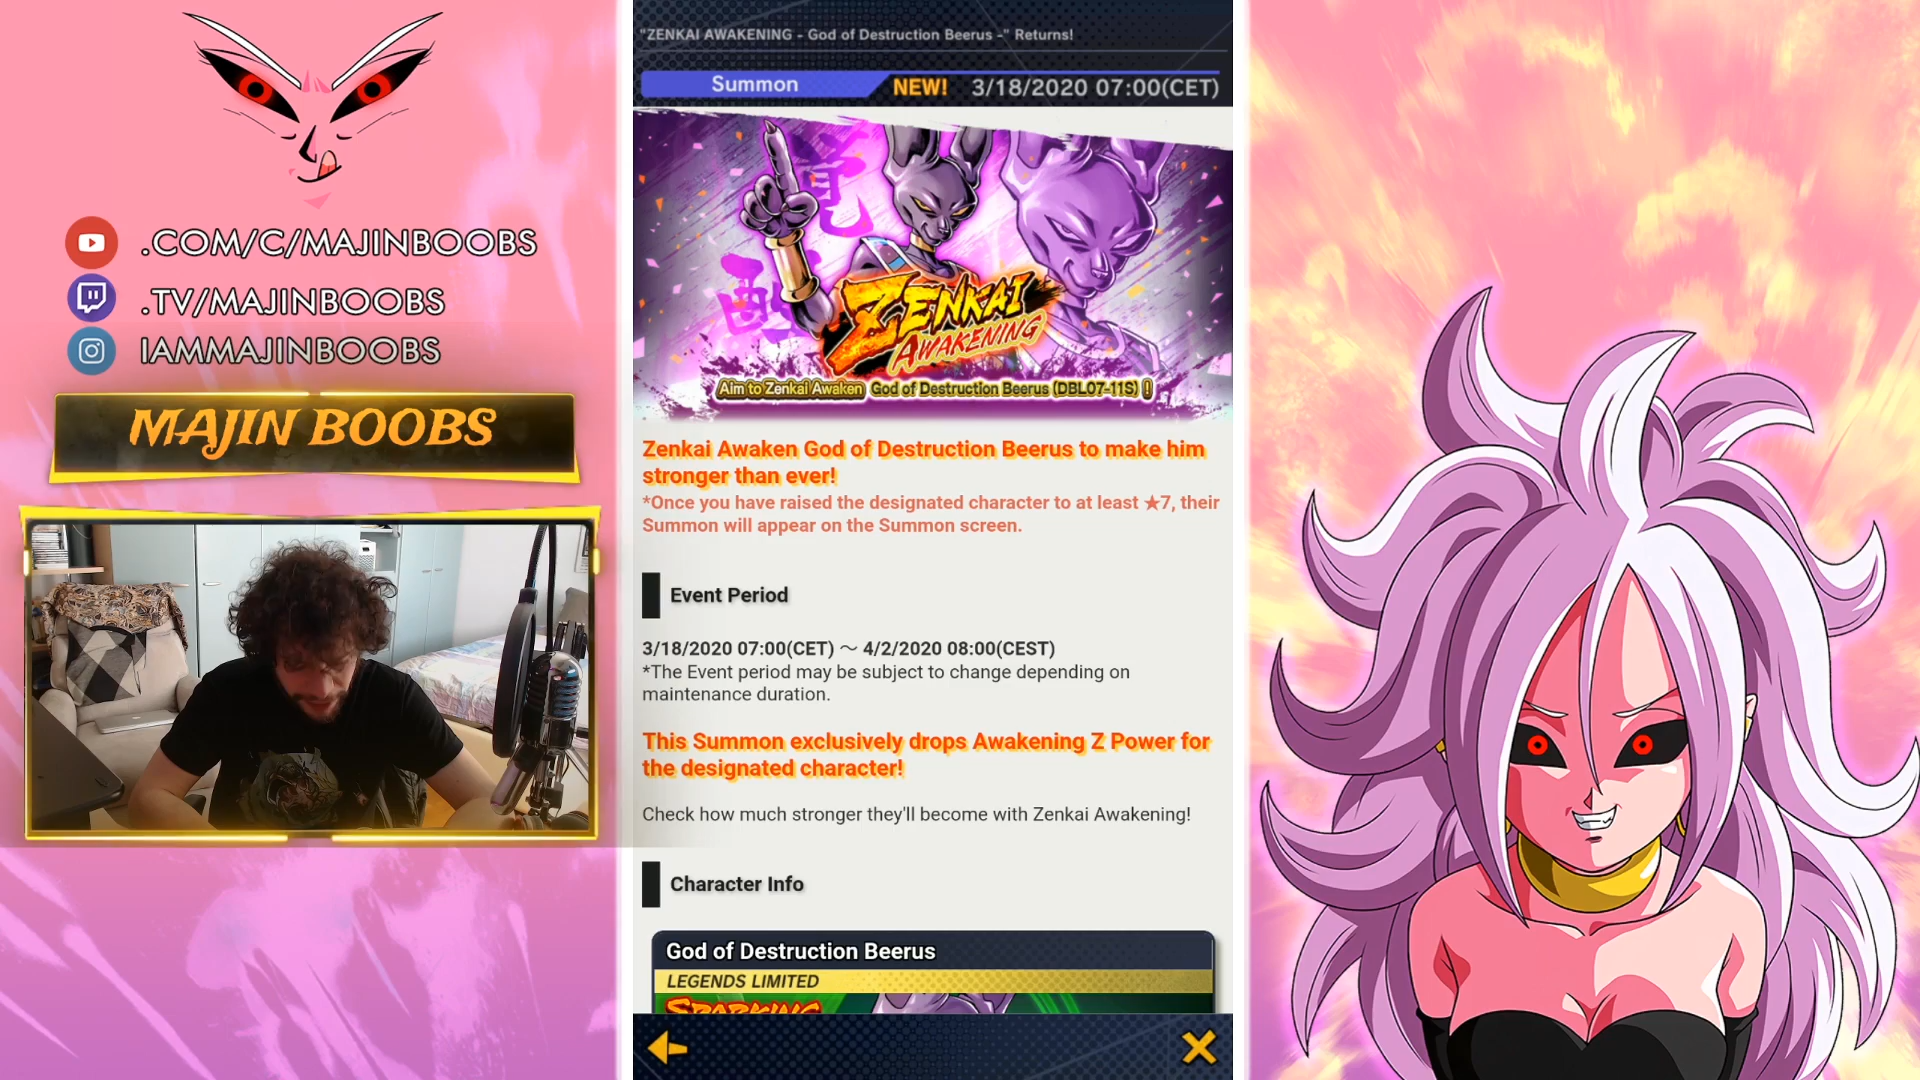 .COM/C/MAJINBOOBS
.TV/MAJINBOOBS
IAMMAJINBOOBS
MAJIN BOOBS
"ZENKAI AWAKENING - God of Destruction Beerus -" Returns!
Summon NEW! 3/18/2020 07:00(CET)
覚
醒
ZENKAI
AWAKENING
Aim to Zenkai Awaken God of Destruction Beerus (DBL07-11S) !
Zenkai Awaken God of Destruction Beerus to make him
stronger than ever!
*Once you have raised the designated character to at least ★7, their
Summon will appear on the Summon screen.
Event Period
3/18/2020 07:00(CET) ～ 4/2/2020 08:00(CEST)
*The Event period may be subject to change depending on
maintenance duration.
This Summon exclusively drops Awakening Z Power for
the designated character!
Check how much stronger they'll become with Zenkai Awakening!
Character Info
God of Destruction Beerus
LEGENDS LIMITED
SPARKING